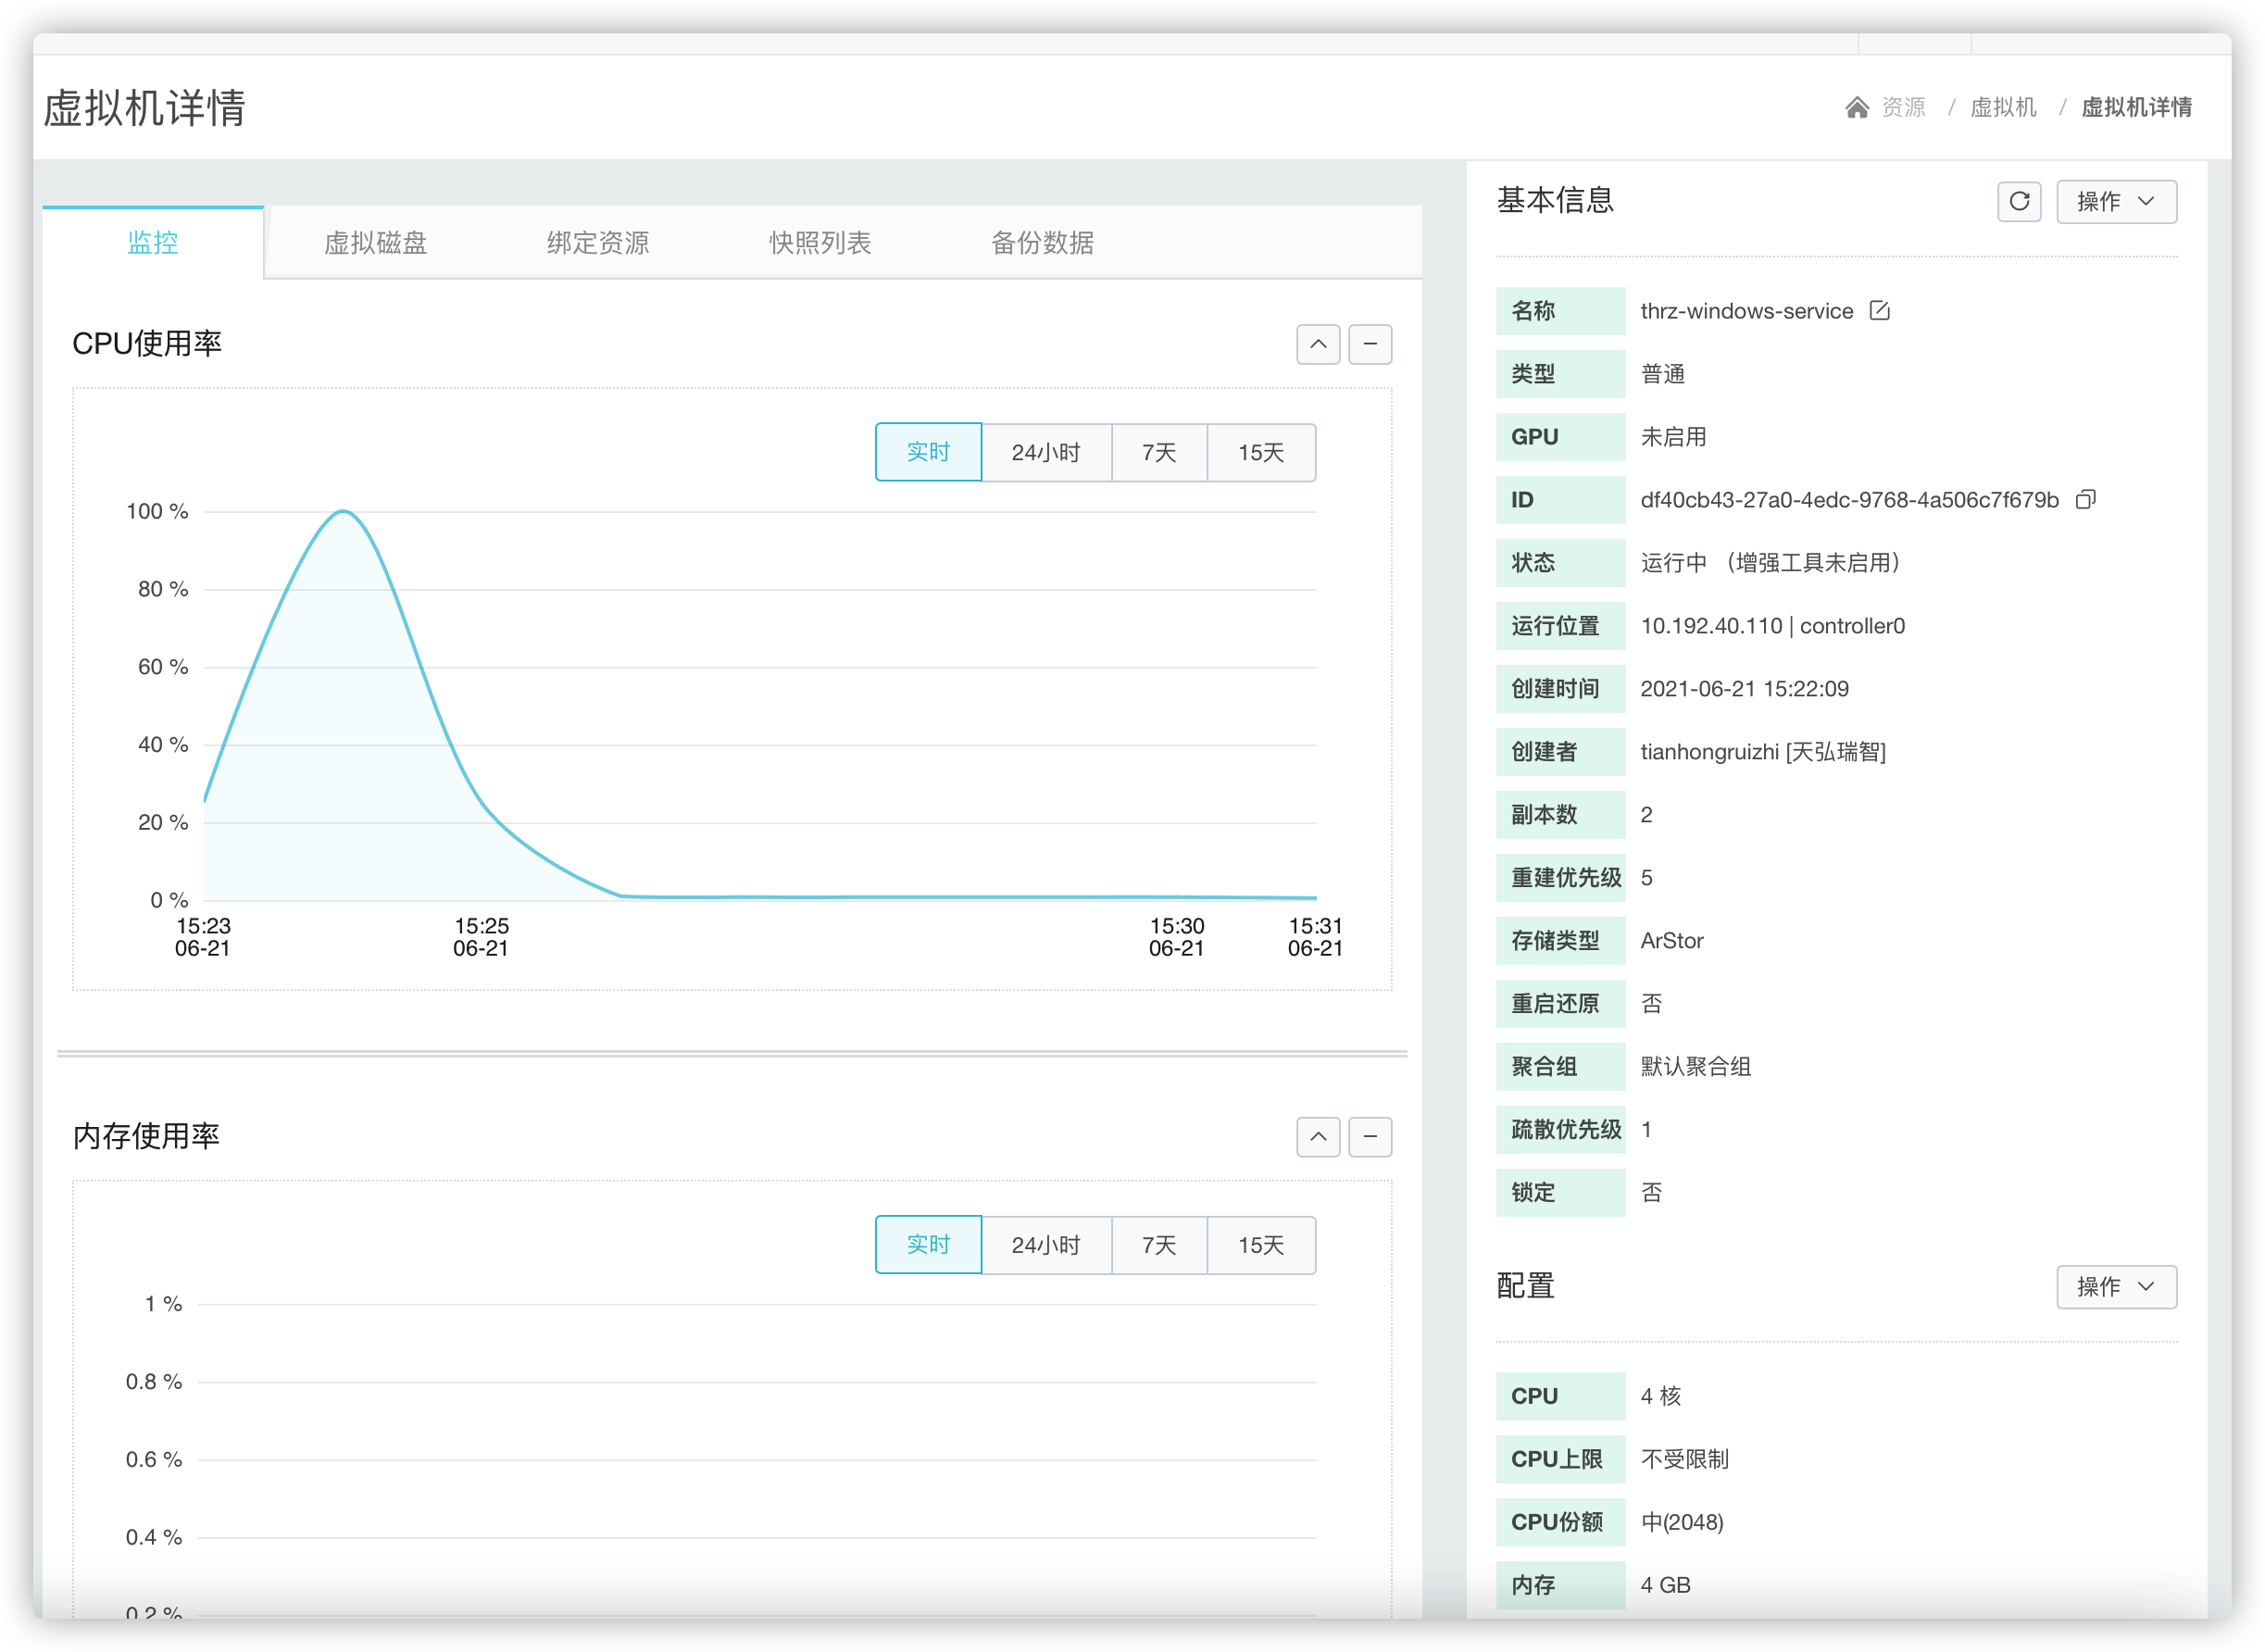 虚拟机详情
资源 / 虚拟机 / 虚拟机详情
监控
虚拟磁盘
绑定资源
快照列表
备份数据
CPU使用率
实时
24小时
7天
15天
100 %
80 %
60 %
40 %
20 %
0 %
15:23
06-21
15:25
06-21
15:30
06-21
15:31
06-21
内存使用率
实时
24小时
7天
15天
1 %
0.8 %
0.6 %
0.4 %
0.2 %
基本信息
操作
名称 thrz-windows-service
类型 普通
GPU 未启用
ID df40cb43-27a0-4edc-9768-4a506c7f679b
状态 运行中 （增强工具未启用）
运行位置 10.192.40.110 | controller0
创建时间 2021-06-21 15:22:09
创建者 tianhongruizhi [天弘瑞智]
副本数 2
重建优先级 5
存储类型 ArStor
重启还原 否
聚合组 默认聚合组
疏散优先级 1
锁定 否
配置
操作
CPU 4 核
CPU上限 不受限制
CPU份额 中(2048)
内存 4 GB